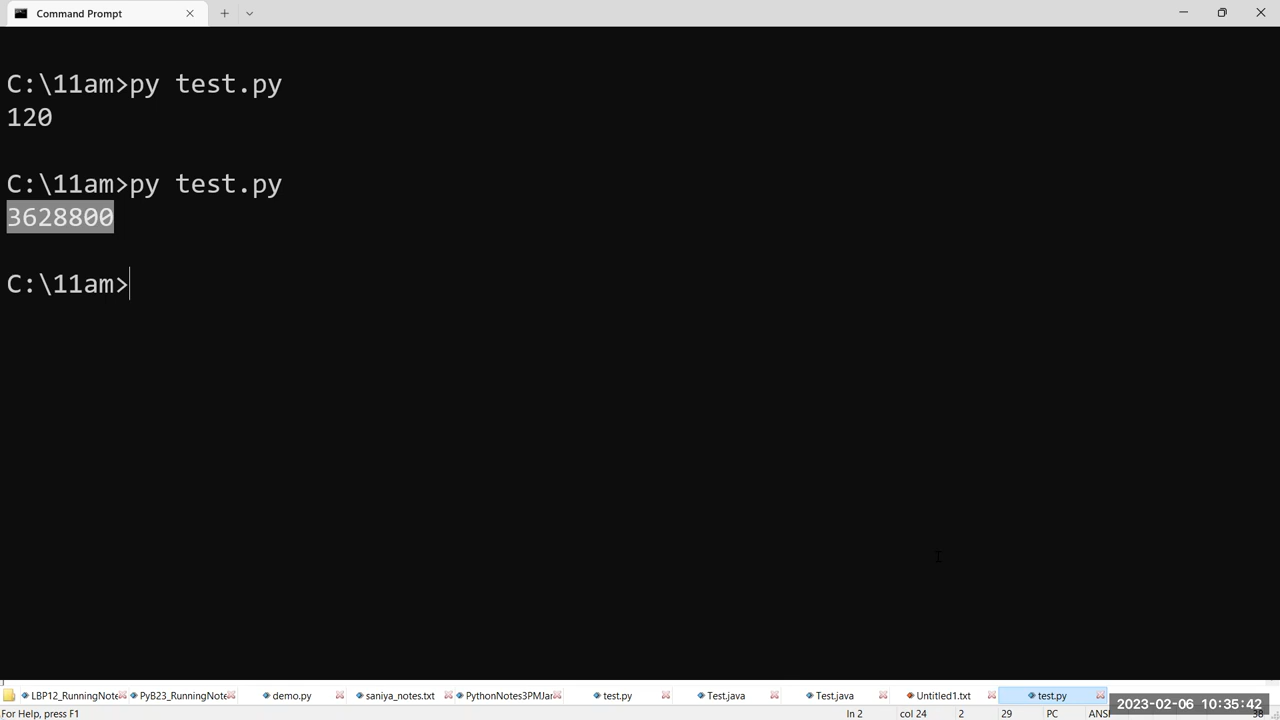 Command Prompt
C:\11am>py test.py
120
C:\11am>py test.py
3628800
C:\11am>
LBP12_RunningNote PyB23_RunningNote demo.py saniya_notes.txt PythonNotes3PMJan test.py Test.java Test.java Untitled1.txt test.py
For Help, press F1 ln 2 col 24 2 29 PC ANSI 38
2023-02-06 10:35:42